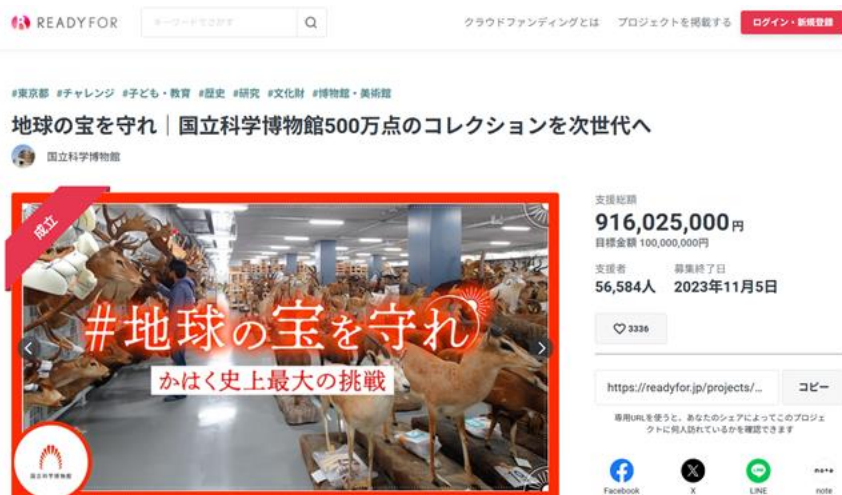 READYFOR
キーワードでさがす
クラウドファンディングとは
プロジェクトを掲載する
ログイン・新規登録
#東京都 #チャレンジ #子ども・教育 #歴史 #研究 #文化財 #博物館・美術館
地球の宝を守れ｜国立科学博物館500万点のコレクションを次世代へ
国立科学博物館
成立
#地球の宝を守れ
かはく史上最大の挑戦
国立科学博物館
支援総額
916,025,000円
目標金額 100,000,000円
支援者
募集終了日
56,584人
2023年11月5日
♡ 3336
https://readyfor.jp/projects/...
コピー
専用URLを使うと、あなたのシェアによってこのプロジェ
クトに何人訪れているかを確認できます
Facebook
X
LINE
note
note